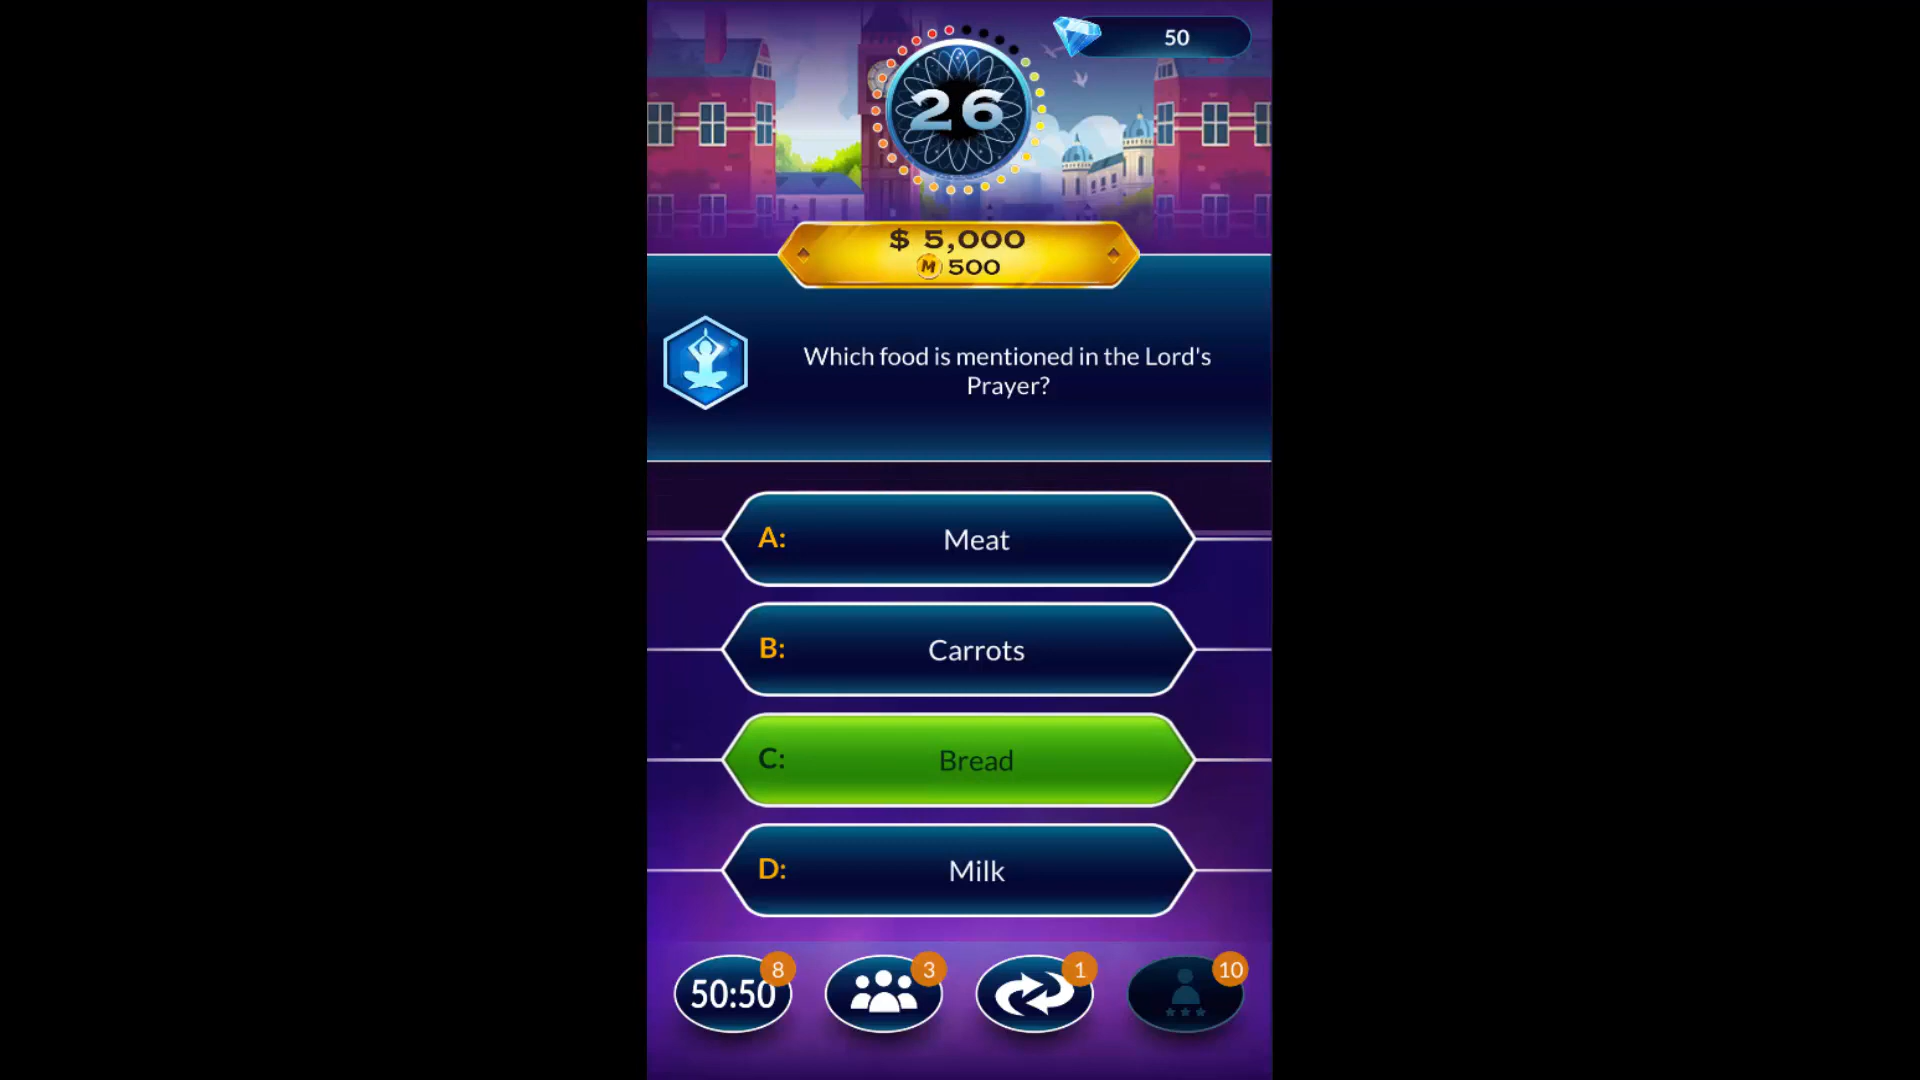 50
26
$ 5,000
M 500
Which food is mentioned in the Lord's
Prayer?
A: Meat
B: Carrots
C: Bread
D: Milk
8
3
1
10
50:50